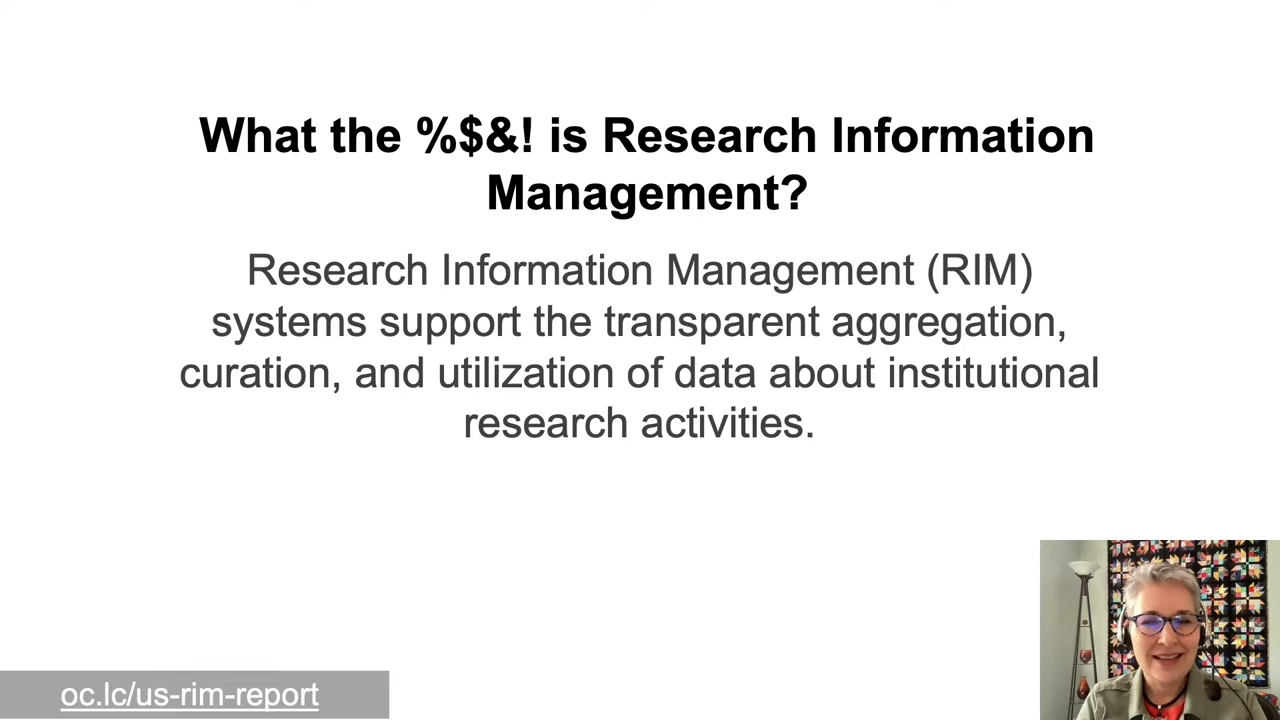 What the %$&! is Research Information
Management?
Research Information Management (RIM)
systems support the transparent aggregation,
curation, and utilization of data about institutional
research activities.
oc.lc/us-rim-report